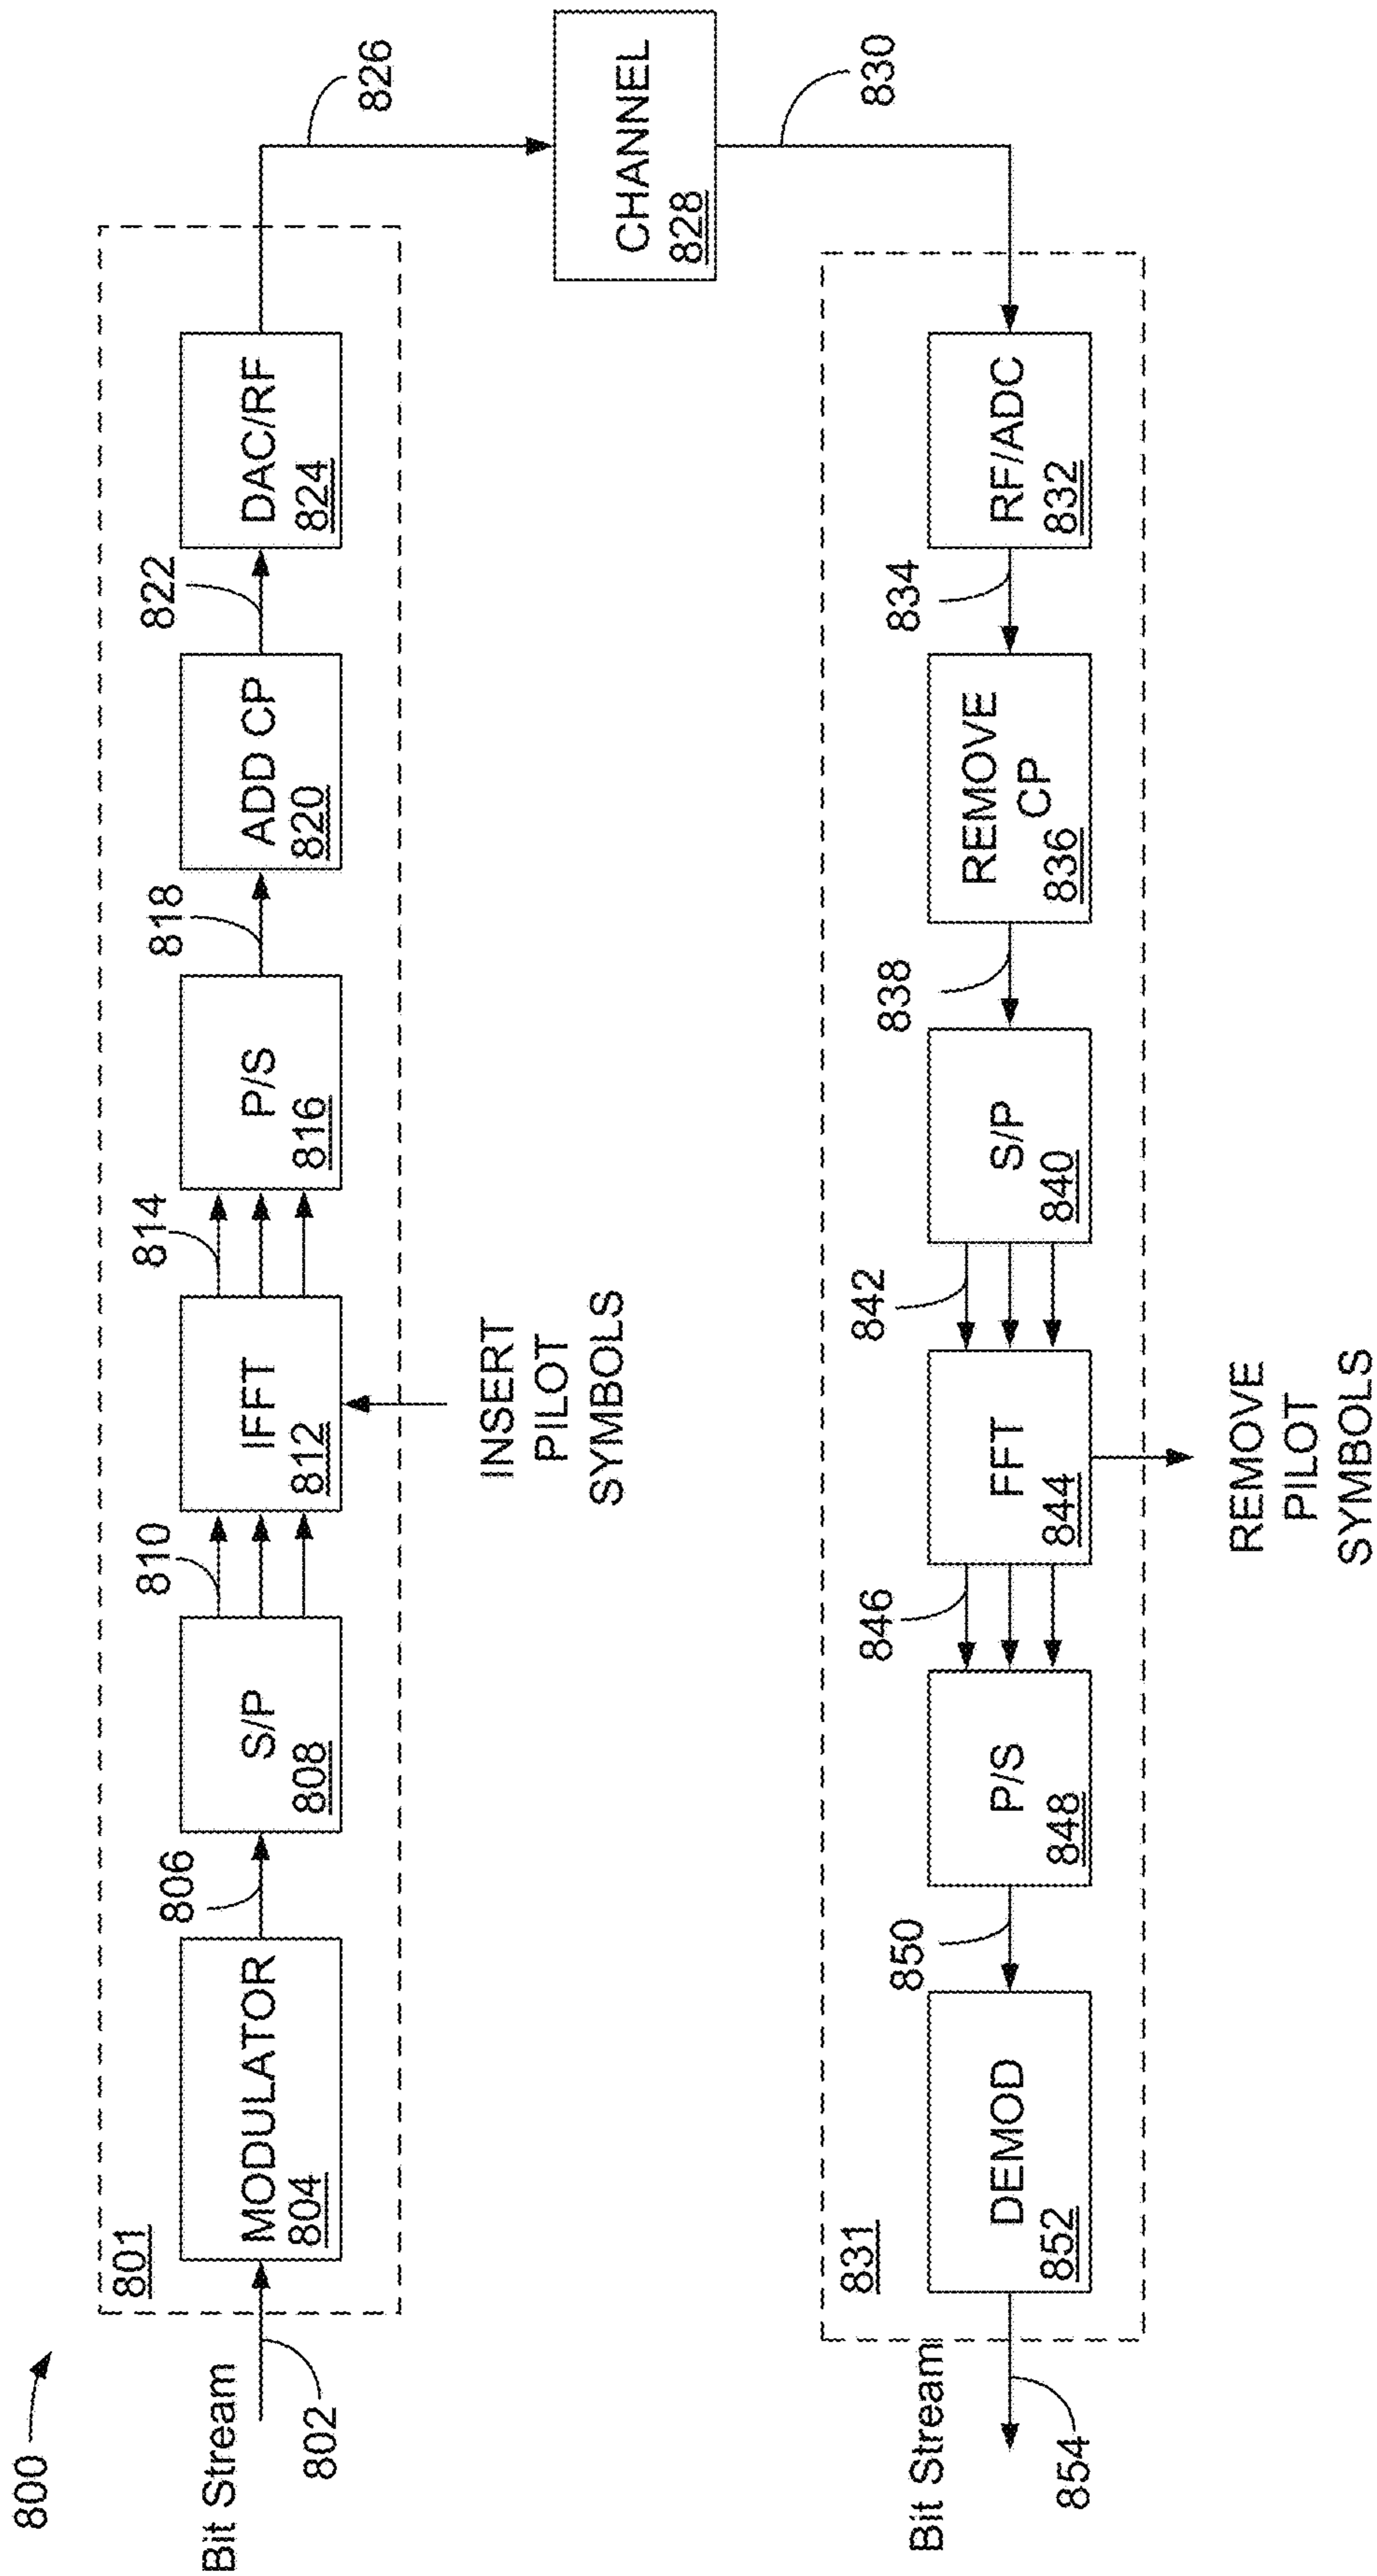 800
801
Bit Stream
802
MODULATOR
804
806
S/P
808
810
IFFT
812
INSERT
PILOT
SYMBOLS
814
P/S
816
818
ADD CP
820
822
DAC/RF
824
826
CHANNEL
828
830
831
RF/ADC
832
834
REMOVE
CP
836
838
S/P
840
842
FFT
844
REMOVE
PILOT
SYMBOLS
846
P/S
848
850
DEMOD
852
Bit Stream
854